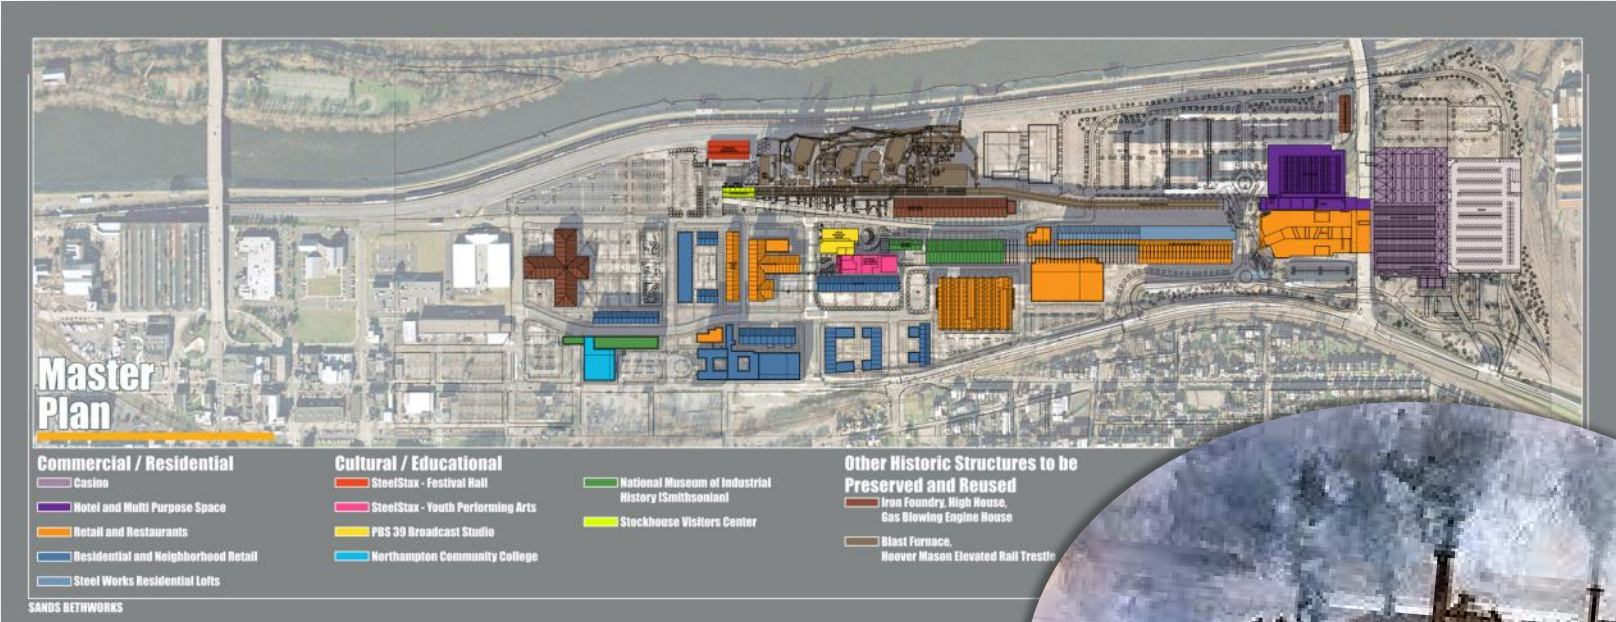 Master
Plan
Commercial / Residential
Casino
Hotel and Multi Purpose Space
Retail and Restaurants
Residential and Neighborhood Retail
Steel Works Residential Lofts
Cultural / Educational
SteelStax - Festival Hall
SteelStax - Youth Performing Arts
PBS 39 Broadcast Studio
Northampton Community College
National Museum of Industrial
History [Smithsonian]
Stockhouse Visitors Center
Other Historic Structures to be
Preserved and Reused
Iron Foundry, High House,
Gas Blowing Engine House
Blast Furnace,
Hoover Mason Elevated Rail Trestle
SANDS BETHWORKS